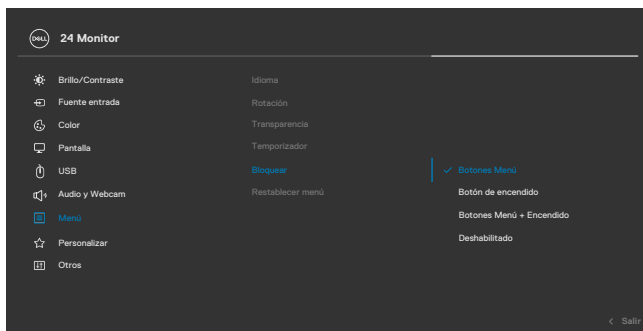 DELL 24 Monitor
Brillo/Contraste
Fuente entrada
Color
Pantalla
USB
Audio y Webcam
Menú
Personalizar
Otros
Idioma
Rotación
Transparencia
Temporizador
Bloquear
Restablecer menú
Botones Menú
Botón de encendido
Botones Menú + Encendido
Deshabilitado
Salir